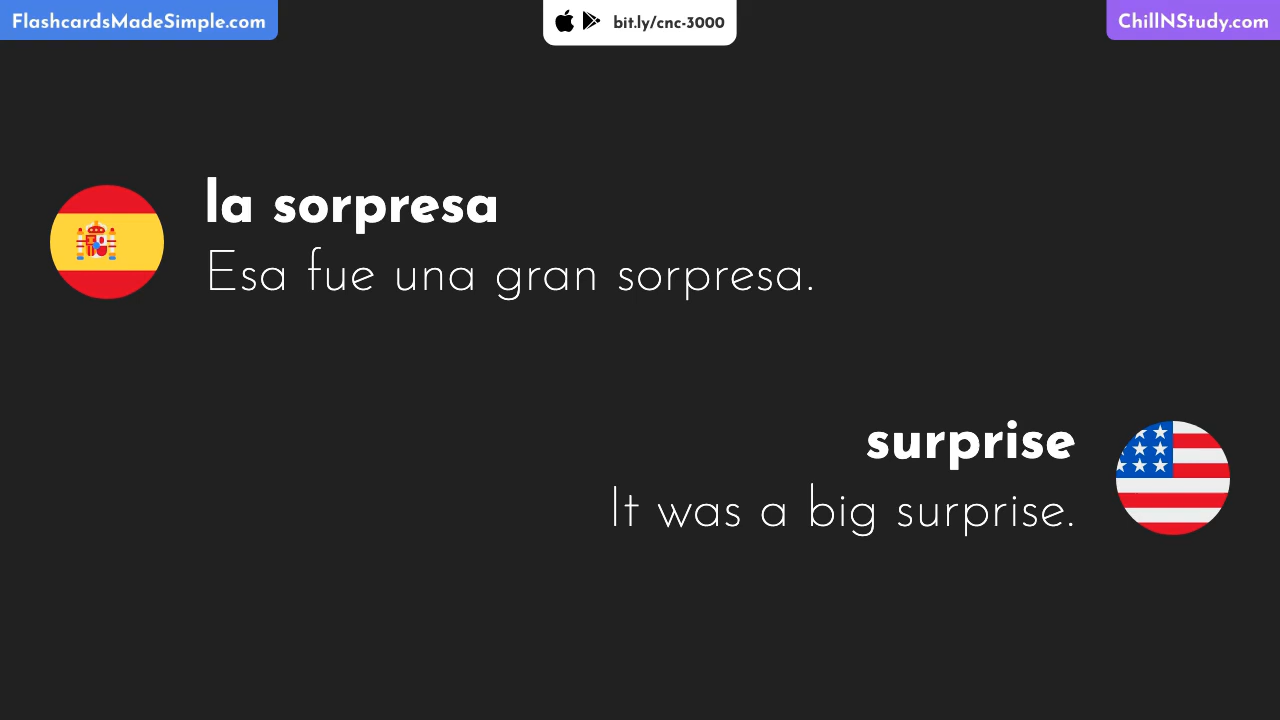 FlashcardsMadeSimple.com
bit.ly/cnc-3000
ChillNStudy.com
la sorpresa
Esa fue una gran sorpresa.
surprise
It was a big surprise.